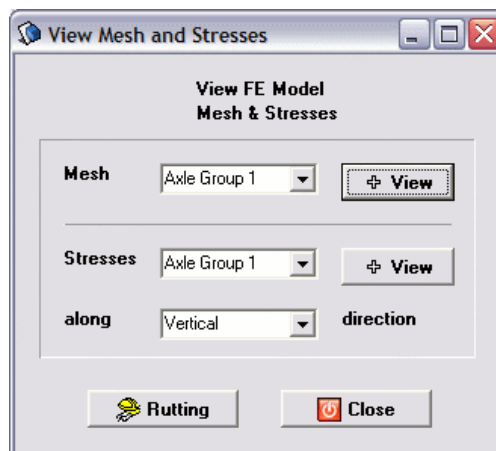 View Mesh and Stresses
View FE Model
Mesh & Stresses
Mesh Axle Group 1 View
Stresses Axle Group 1 View
along Vertical direction
Rutting Close